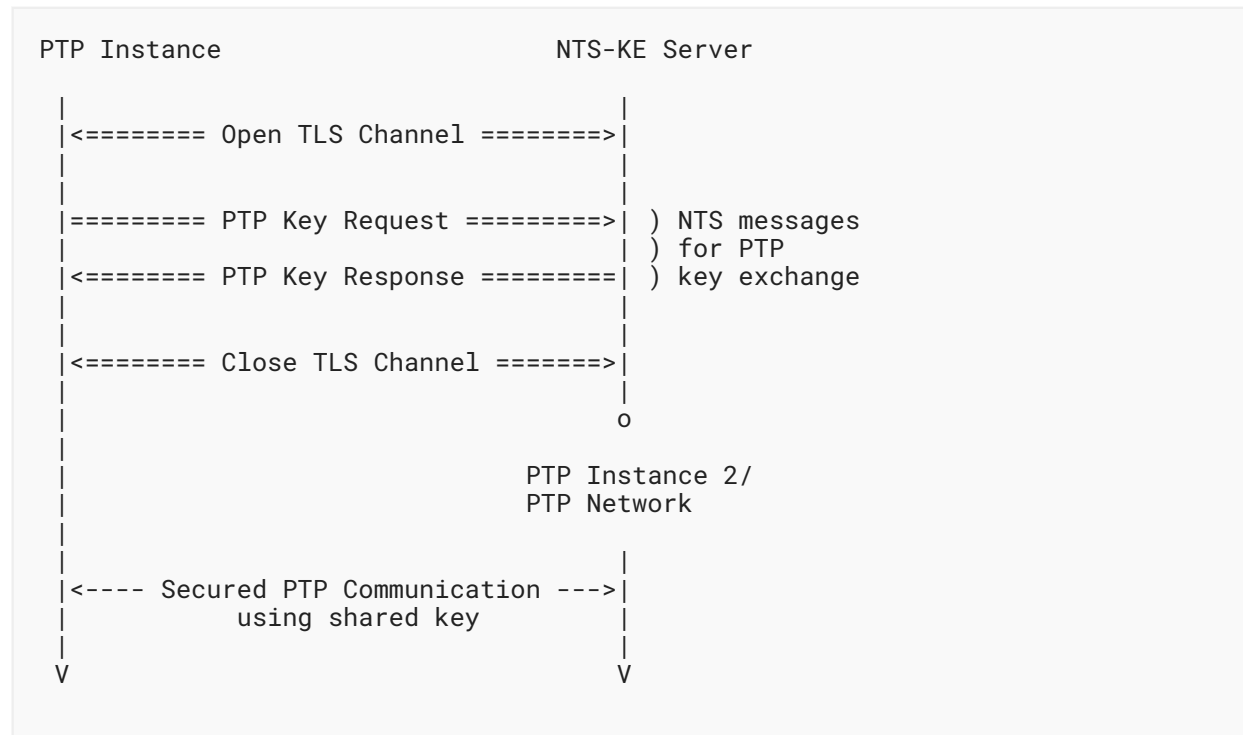 PTP Instance                      NTS-KE Server

 |                                     |
 |<======== Open TLS Channel ========>|
 |                                     |
 |                                     |
 |========= PTP Key Request =========>| ) NTS messages
 |                                     | ) for PTP
 |<======== PTP Key Response =========| ) key exchange
 |                                     |
 |                                     |
 |<======== Close TLS Channel =======>|
 |                                     |
 |                                     o
 |
 |                               PTP Instance 2/
 |                               PTP Network
 |
 |                                     |
 |<---- Secured PTP Communication --->|
 |           using shared key          |
 |                                     |
 V                                     V